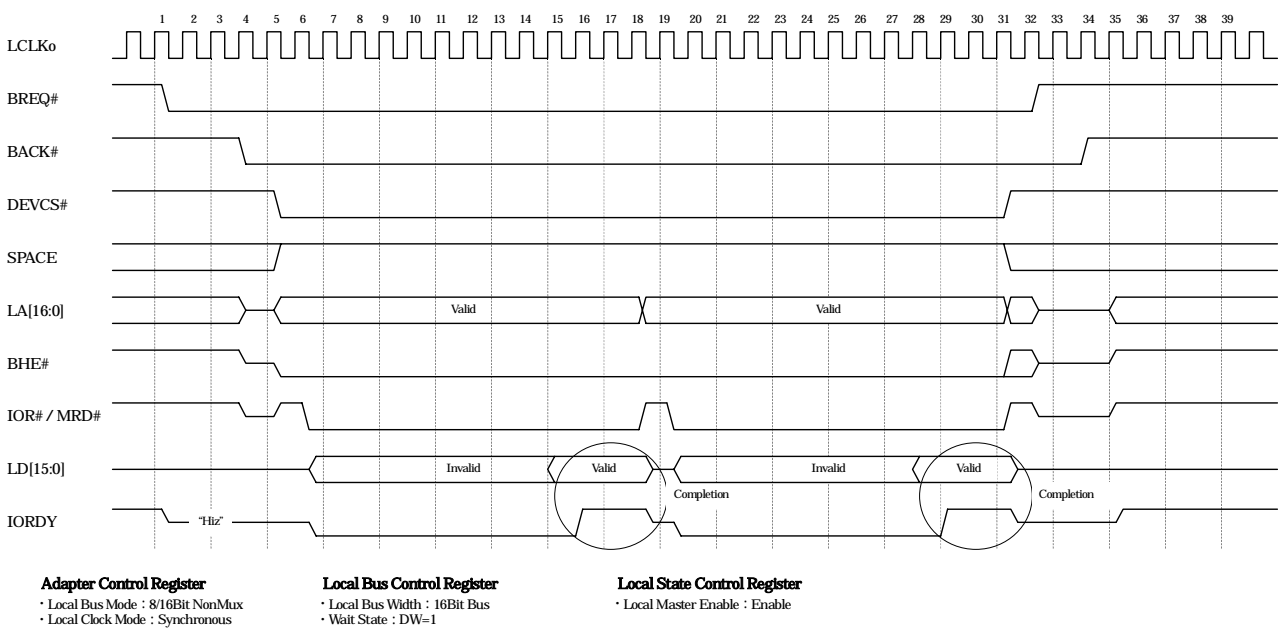 1 2 3 4 5 6 7 8 9 10 11 12 13 14 15 16 17 18 19 20 21 22 23 24 25 26 27 28 29 30 31 32 33 34 35 36 37 38 39
LCLKo
BREQ#
BACK#
DEVCS#
SPACE
LA[16:0] Valid Valid
BHE#
IOR# / MRD#
LD[15:0] Invalid Valid Invalid Valid
Completion Completion
IORDY "Hiz"
Adapter Control Register
・Local Bus Mode：8/16Bit NonMux
・Local Clock Mode：Synchronous
Local Bus Control Register
・Local Bus Width：16Bit Bus
・Wait State：DW=1
Local State Control Register
・Local Master Enable：Enable